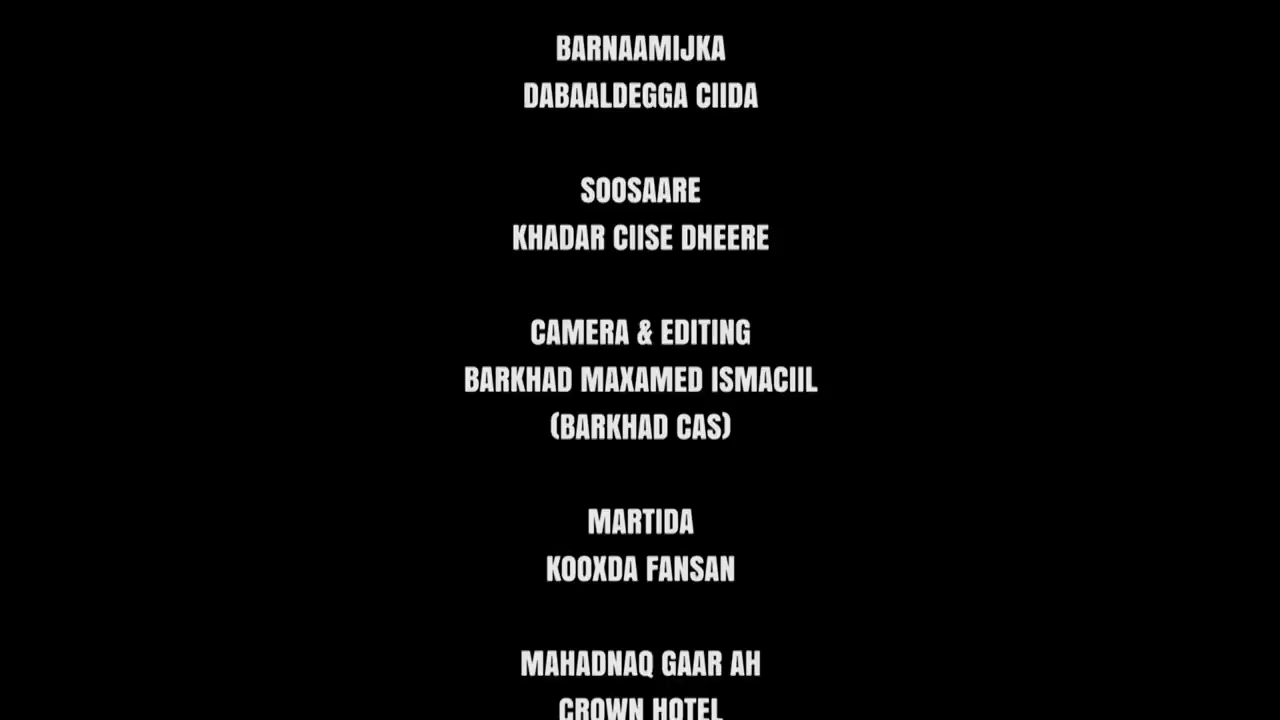 BARNAAMIJKA
DABAALDEGGA CIIDA
SOOSAARE
KHADAR CIISE DHEERE
CAMERA & EDITING
BARKHAD MAXAMED ISMACIIL
(BARKHAD CAS)
MARTIDA
KOOXDA FANSAN
MAHADNAQ GAAR AH
CROWN HOTEL